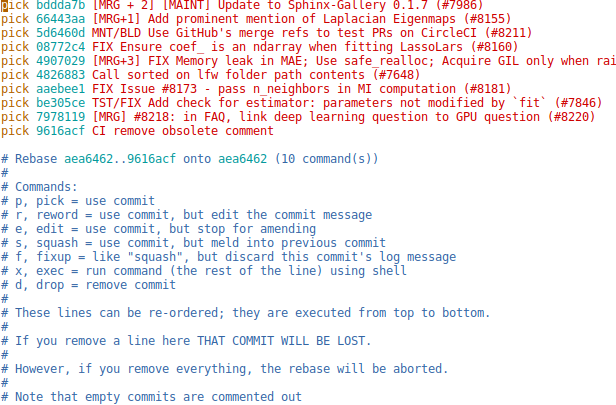 pick bddda7b [MRG + 2] [MAINT] Update to Sphinx-Gallery 0.1.7 (#7986)
pick 66443aa [MRG+1] Add prominent mention of Laplacian Eigenmaps (#8155)
pick 5d6460d MNT/BLD Use GitHub's merge refs to test PRs on CircleCI (#8211)
pick 08772c4 FIX Ensure coef_ is an ndarray when fitting LassoLars (#8160)
pick 4907029 [MRG+3] FIX Memory leak in MAE; Use safe_realloc; Acquire GIL only when rai
pick 4826883 Call sorted on lfw folder path contents (#7648)
pick aaebee1 FIX Issue #8173 - pass n_neighbors in MI computation (#8181)
pick be305ce TST/FIX Add check for estimator: parameters not modified by `fit` (#7846)
pick 7978119 [MRG] #8218: in FAQ, link deep learning question to GPU question (#8220)
pick 9616acf CI remove obsolete comment
# Rebase aea6462..9616acf onto aea6462 (10 command(s))
#
# Commands:
# p, pick = use commit
# r, reword = use commit, but edit the commit message
# e, edit = use commit, but stop for amending
# s, squash = use commit, but meld into previous commit
# f, fixup = like "squash", but discard this commit's log message
# x, exec = run command (the rest of the line) using shell
# d, drop = remove commit
#
# These lines can be re-ordered; they are executed from top to bottom.
#
# If you remove a line here THAT COMMIT WILL BE LOST.
#
# However, if you remove everything, the rebase will be aborted.
#
# Note that empty commits are commented out